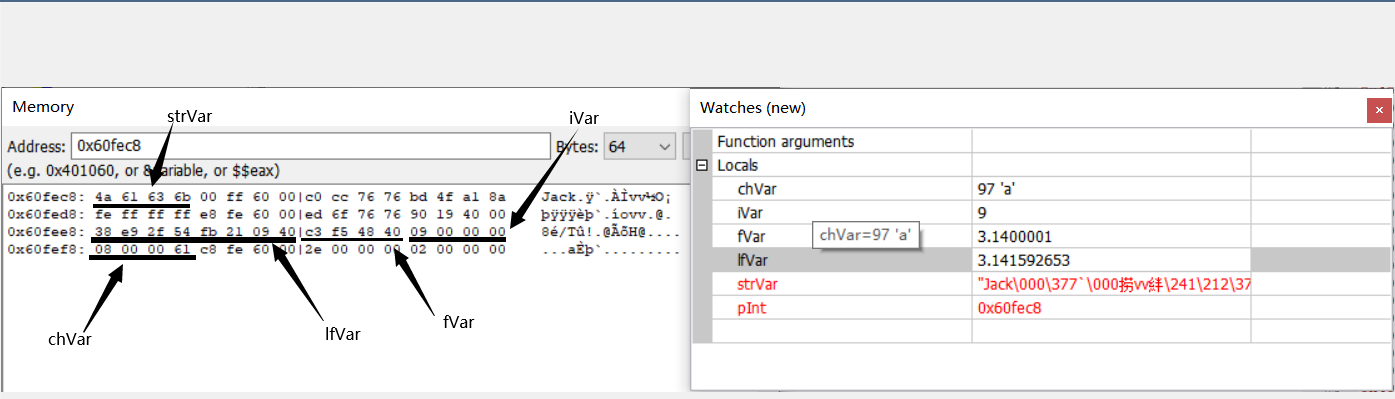 Memory
strVar
iVar
Address: 0x60fec8 Bytes: 64
(e.g. 0x401060, or &variable, or $$eax)
0x60fec8: 4a 61 63 6b 00 ff 60 00|c0 cc 76 76 bd 4f a1 8a Jack.ÿ`.ÀÌvv½O¡
0x60fed8: fe ff ff ff e8 fe 60 00|ed 6f 76 76 90 19 40 00 þÿÿÿèþ`.íovv.@.
0x60fee8: 38 e9 2f 54 fb 21 09 40|c3 f5 48 40 09 00 00 00 8é/Tû!.@ÃõH@....
0x60fef8: 08 00 00 61 c8 fe 60 00|2e 00 00 00 02 00 00 00 ...aÈþ`.........
chVar
lfVar
fVar
Watches (new)
Function arguments
Locals
chVar 97 'a'
iVar 9
fVar 3.1400001
chVar=97 'a'
lfVar 3.141592653
strVar "Jack\000\377`\000捞vv絆\241\212\37
pInt 0x60fec8